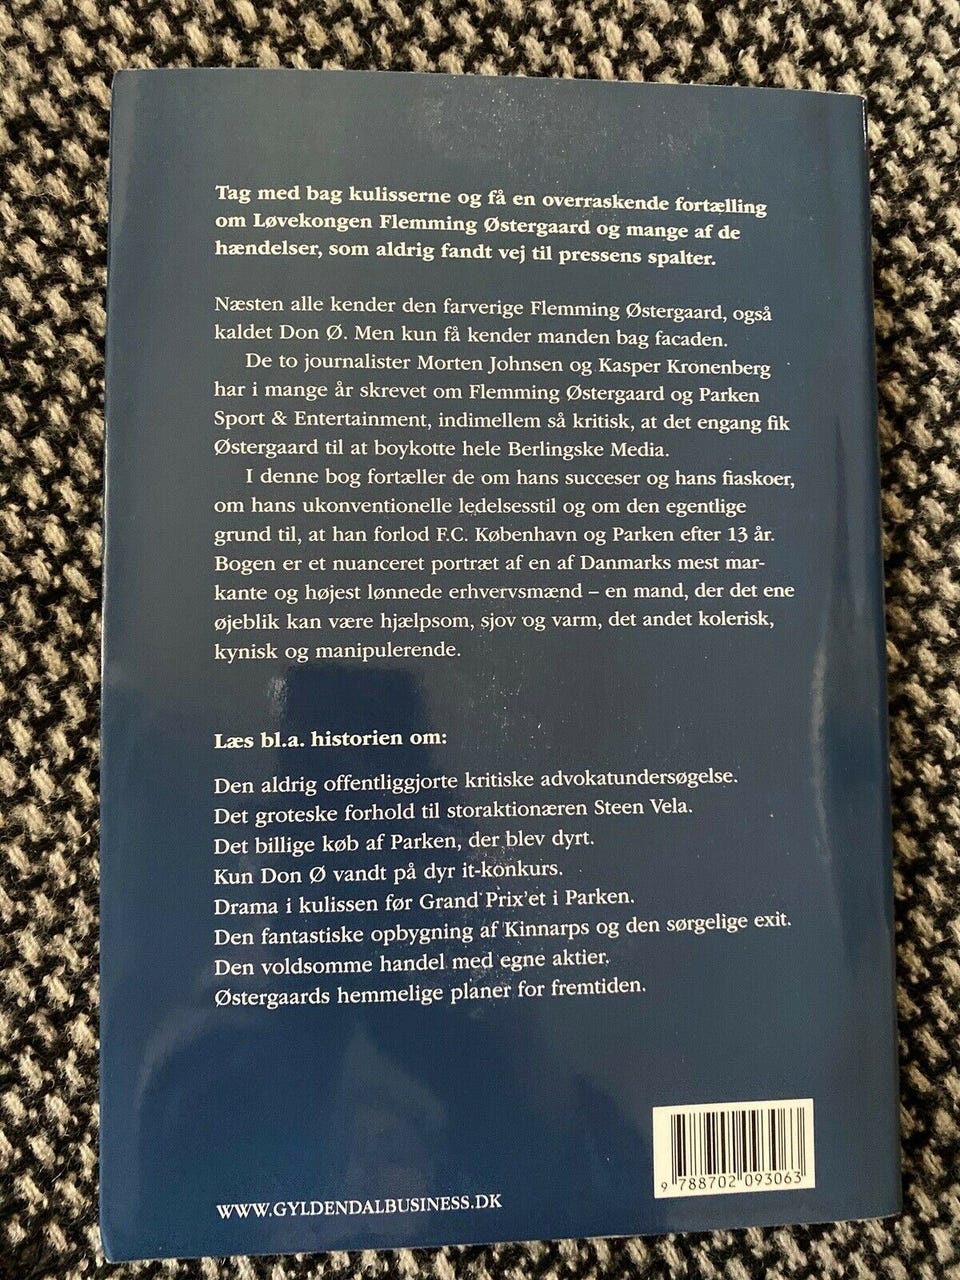 Tag med bag kulisserne og få en overraskende fortælling
om Løvekongen Flemming Østergaard og mange af de
hændelser, som aldrig fandt vej til pressens spalter.
Næsten alle kender den farverige Flemming Østergaard, også
kaldet Don Ø. Men kun få kender manden bag facaden.
De to journalister Morten Johnsen og Kasper Kronenberg
har i mange år skrevet om Flemming Østergaard og Parken
Sport & Entertainment, indimellem så kritisk, at det engang fik
Østergaard til at boykotte hele Berlingske Media.
I denne bog fortæller de om hans succeser og hans fiaskoer,
om hans ukonventionelle ledelsesstil og om den egentlige
grund til, at han forlod F.C. København og Parken efter 13 år.
Bogen er et nuanceret portræt af en af Danmarks mest mar-
kante og højest lønnede erhvervsmænd – en mand, der det ene
øjeblik kan være hjælpsom, sjov og varm, det andet kolerisk,
kynisk og manipulerende.
Læs bl.a. historien om:
Den aldrig offentliggjorte kritiske advokatundersøgelse.
Det groteske forhold til storaktionæren Steen Vela.
Det billige køb af Parken, der blev dyrt.
Kun Don Ø vandt på dyr it-konkurs.
Drama i kulissen før Grand Prix'et i Parken.
Den fantastiske opbygning af Kinnarps og den sørgelige exit.
Den voldsomme handel med egne aktier.
Østergaards hemmelige planer for fremtiden.
9 788702 093063
WWW.GYLDENDALBUSINESS.DK